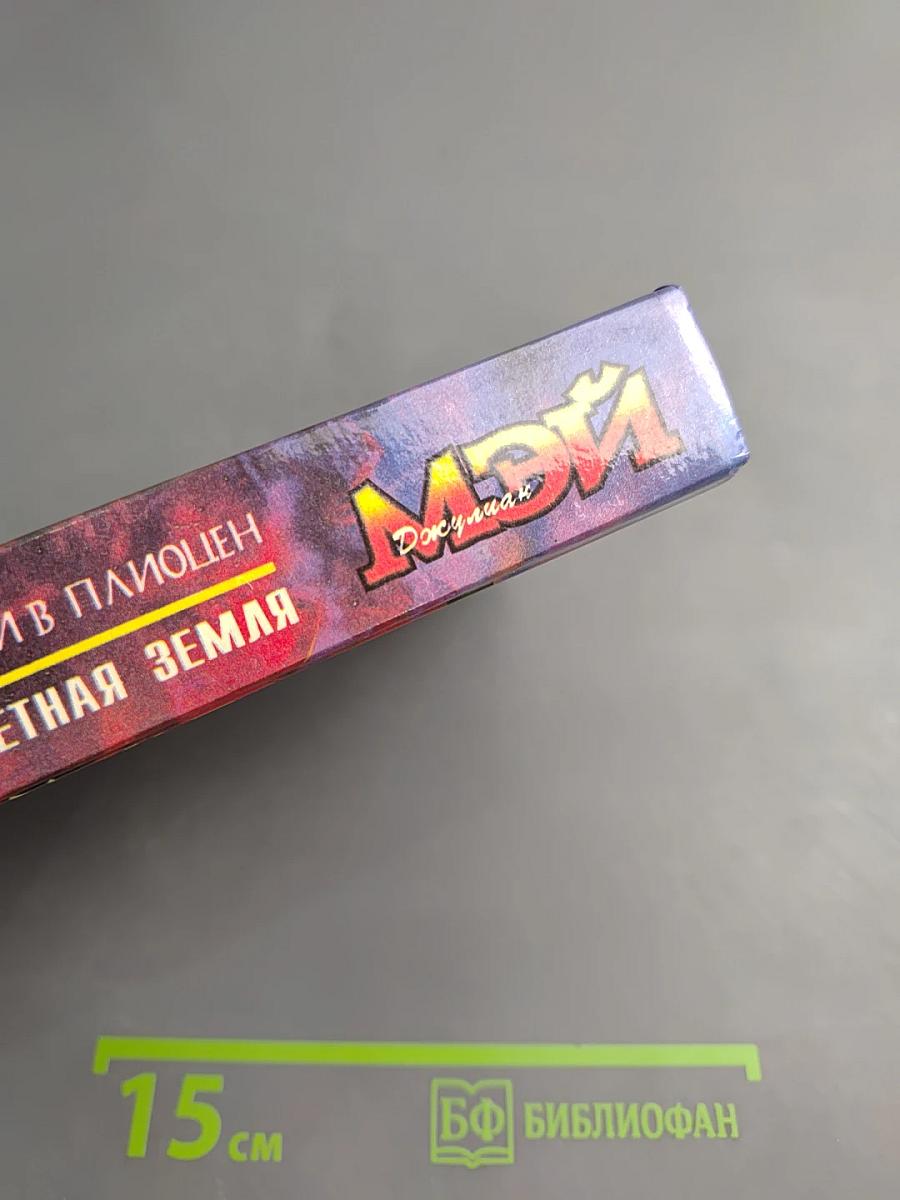 МЭЙ
Джулиан
И В ПЛИОЦЕН
ЕТНАЯ ЗЕМЛЯ
15 см
БФ БИБЛИОФАН